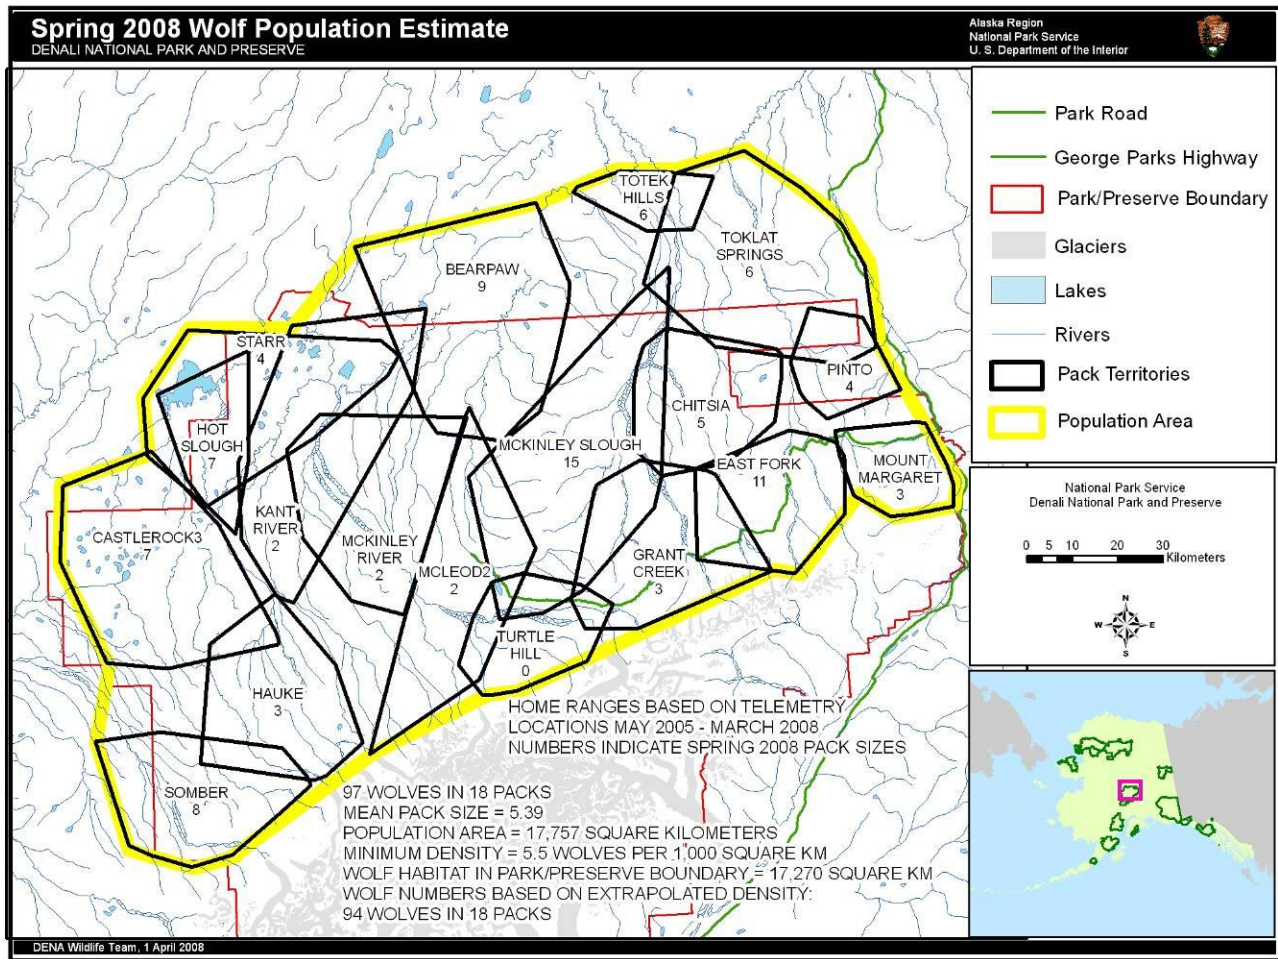 Spring 2008 Wolf Population Estimate
DENALI NATIONAL PARK AND PRESERVE
Alaska Region
National Park Service
U. S. Department of the Interior
TOTEK
HILLS
6
TOKLAT
SPRINGS
6
BEARPAW
9
STARR
4
PINTO
4
CHITSIA
5
HOT
SLOUGH
7
MCKINLEY SLOUGH
15
EAST FORK
11
MOUNT
MARGARET
3
CASTLEROCK3
7
KANT
RIVER
2
MCKINLEY
RIVER
2
MCLEOD2
2
GRANT
CREEK
3
TURTLE
HILL
0
HAUKE
3
SOMBER
8
HOME RANGES BASED ON TELEMETRY
LOCATIONS MAY 2005 - MARCH 2008
NUMBERS INDICATE SPRING 2008 PACK SIZES
97 WOLVES IN 18 PACKS
MEAN PACK SIZE = 5.39
POPULATION AREA = 17,757 SQUARE KILOMETERS
MINIMUM DENSITY = 5.5 WOLVES PER 1,000 SQUARE KM
WOLF HABITAT IN PARK/PRESERVE BOUNDARY = 17,270 SQUARE KM
WOLF NUMBERS BASED ON EXTRAPOLATED DENSITY:
94 WOLVES IN 18 PACKS
Park Road
George Parks Highway
Park/Preserve Boundary
Glaciers
Lakes
Rivers
Pack Territories
Population Area
National Park Service
Denali National Park and Preserve
0 5 10 20 30
Kilometers
N
W E
S
DENA Wildlife Team, 1 April 2008